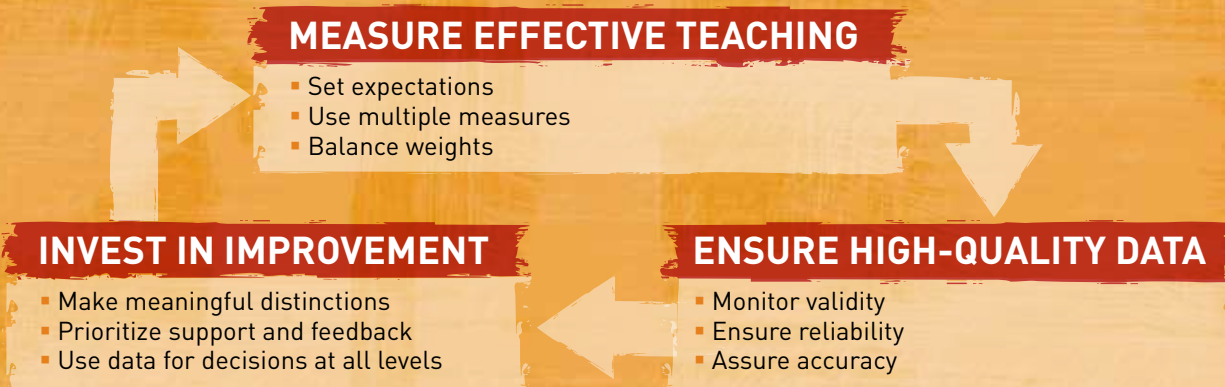 MEASURE EFFECTIVE TEACHING
▪ Set expectations
▪ Use multiple measures
▪ Balance weights
INVEST IN IMPROVEMENT
▪ Make meaningful distinctions
▪ Prioritize support and feedback
▪ Use data for decisions at all levels
ENSURE HIGH-QUALITY DATA
▪ Monitor validity
▪ Ensure reliability
▪ Assure accuracy